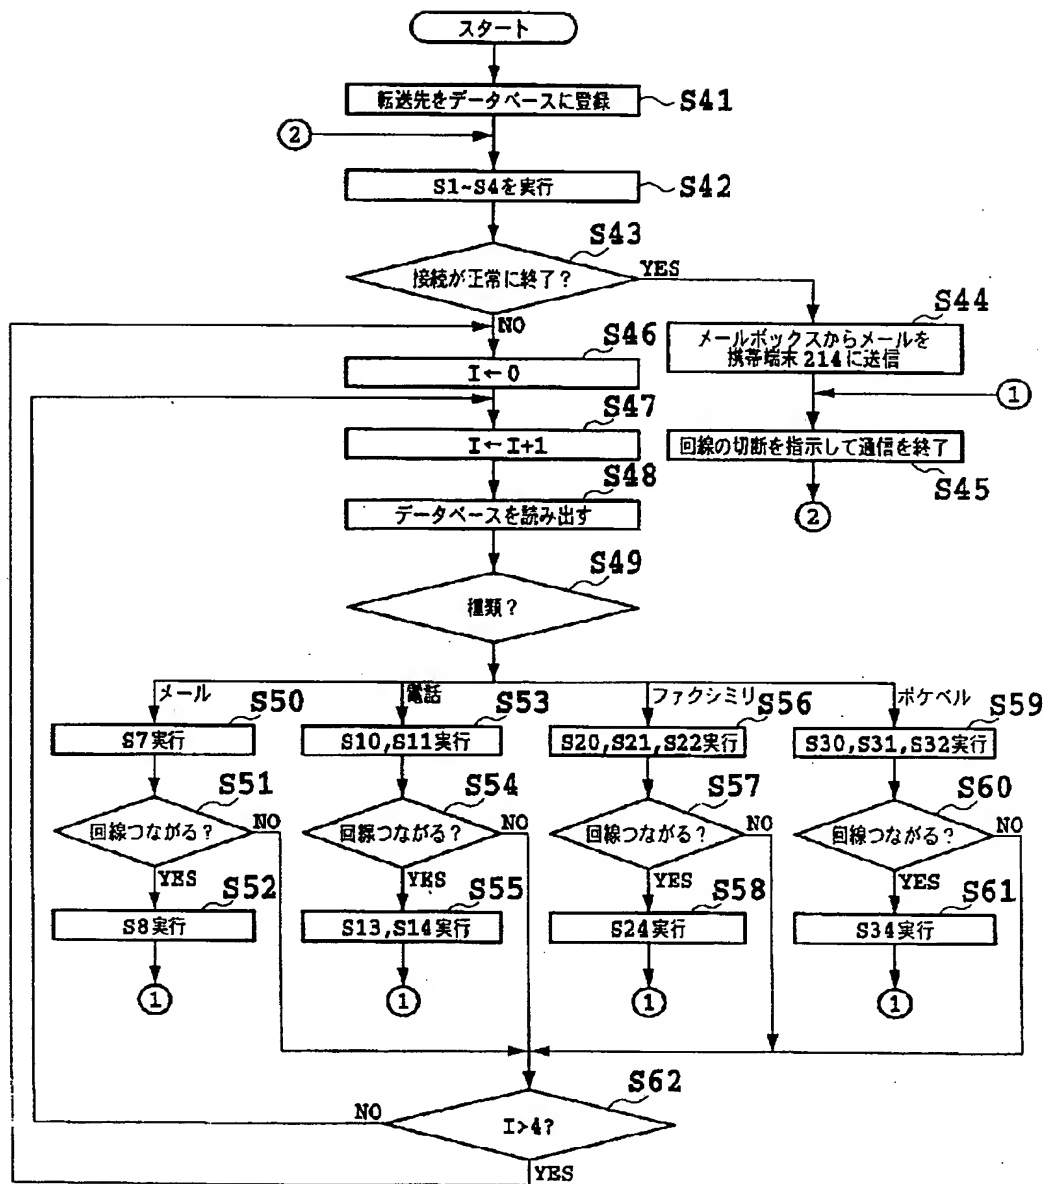 スタート
転送先をデータベースに登録
S41
②
S1~S4を実行
S42
S43
接続が正常に終了?
YES
NO
S44
メールボックスからメールを
携帯端末214に送信
S46
I←0
①
S47
I←I+1
回線の切断を指示して通信を終了
S45
②
S48
データベースを読み出す
S49
種類?
メール
S50
S7実行
電話
S53
S10,S11実行
ファクシミリ
S56
S20,S21,S22実行
ポケベル
S59
S30,S31,S32実行
S51
回線つながる?
NO
YES
S54
回線つながる?
NO
YES
S57
回線つながる?
NO
YES
S60
回線つながる?
NO
YES
S52
S8実行
①
S55
S13,S14実行
①
S58
S24実行
①
S61
S34実行
①
S62
NO
I>4?
YES